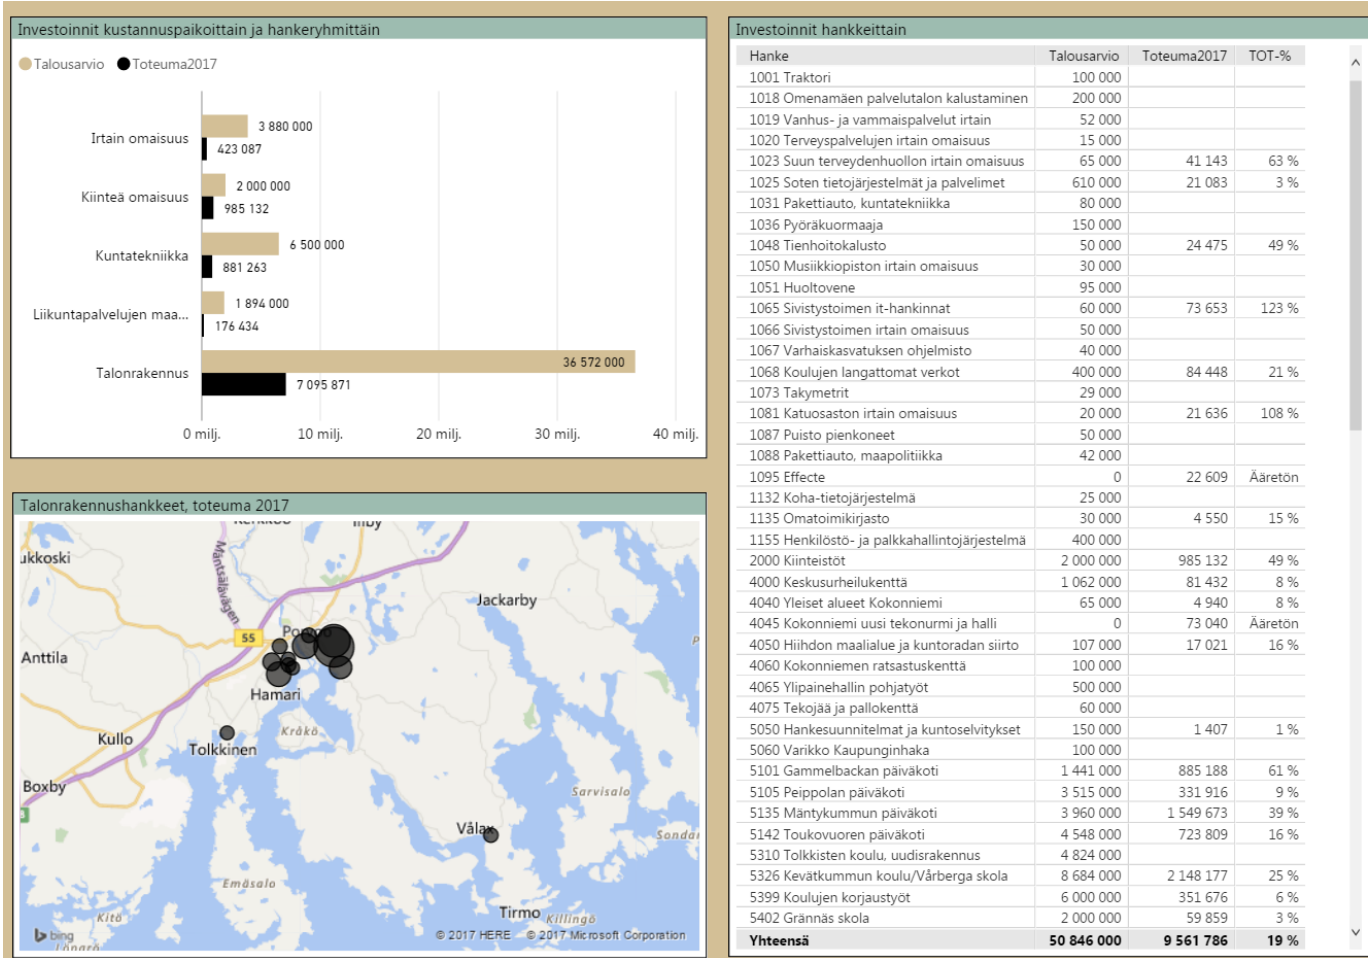 Investoinnit kustannuspaikoittain ja hankeryhmittäin
Talousarvio Toteuma2017
Irtain omaisuus 3 880 000
423 087
Kiinteä omaisuus 2 000 000
985 132
Kuntatekniikka 6 500 000
881 263
Liikuntapalvelujen maa... 1 894 000
176 434
Talonrakennus 36 572 000
7 095 871
0 milj. 10 milj. 20 milj. 30 milj. 40 milj.
Talonrakennushankkeet, toteuma 2017
ukkoski
Mäntsälävägen
Jackarby
55
Anttila
Hamari
Kråkö
Kullo
Tolkkinen
Boxby
Sarvisalo
Vålax
Emäsalo
Kitö
Tirmo
Killingö
bing
© 2017 HERE © 2017 Microsoft Corporation
Investoinnit hankkeittain
Hanke Talousarvio Toteuma2017 TOT-%
1001 Traktori 100 000
1018 Omenamäen palvelutalon kalustaminen 200 000
1019 Vanhus- ja vammaispalvelut irtain 52 000
1020 Terveyspalvelujen irtain omaisuus 15 000
1023 Suun terveydenhuollon irtain omaisuus 65 000 41 143 63 %
1025 Soten tietojärjestelmät ja palvelimet 610 000 21 083 3 %
1031 Pakettiauto, kuntatekniikka 80 000
1036 Pyöräkuormaaja 150 000
1048 Tienhoitokalusto 50 000 24 475 49 %
1050 Musiikkiopiston irtain omaisuus 30 000
1051 Huoltovene 95 000
1065 Sivistystoimen it-hankinnat 60 000 73 653 123 %
1066 Sivistystoimen irtain omaisuus 50 000
1067 Varhaiskasvatuksen ohjelmisto 40 000
1068 Koulujen langattomat verkot 400 000 84 448 21 %
1073 Takymetrit 29 000
1081 Katuosaston irtain omaisuus 20 000 21 636 108 %
1087 Puisto pienkoneet 50 000
1088 Pakettiauto, maapolitiikka 42 000
1095 Effecte 0 22 609 Ääretön
1132 Koha-tietojärjestelmä 25 000
1135 Omatoimikirjasto 30 000 4 550 15 %
1155 Henkilöstö- ja palkkahallintojärjestelmä 400 000
2000 Kiinteistöt 2 000 000 985 132 49 %
4000 Keskusurheilukenttä 1 062 000 81 432 8 %
4040 Yleiset alueet Kokonniemi 65 000 4 940 8 %
4045 Kokonniemi uusi tekonurmi ja halli 0 73 040 Ääretön
4050 Hiihdon maalialue ja kuntoradan siirto 107 000 17 021 16 %
4060 Kokonniemen ratsastuskenttä 100 000
4065 Ylipainehallin pohjatyöt 500 000
4075 Tekojää ja pallokenttä 60 000
5050 Hankesuunnitelmat ja kuntoselvitykset 150 000 1 407 1 %
5060 Varikko Kaupunginhaka 100 000
5101 Gammelbackan päiväkoti 1 441 000 885 188 61 %
5105 Peippolan päiväkoti 3 515 000 331 916 9 %
5135 Mäntykummun päiväkoti 3 960 000 1 549 673 39 %
5142 Toukovuoren päiväkoti 4 548 000 723 809 16 %
5310 Tolkkisten koulu, uudisrakennus 4 824 000
5326 Kevätkummun koulu/Vårberga skola 8 684 000 2 148 177 25 %
5399 Koulujen korjaustyöt 6 000 000 351 676 6 %
5402 Grännäs skola 2 000 000 59 859 3 %
Yhteensä 50 846 000 9 561 786 19 %